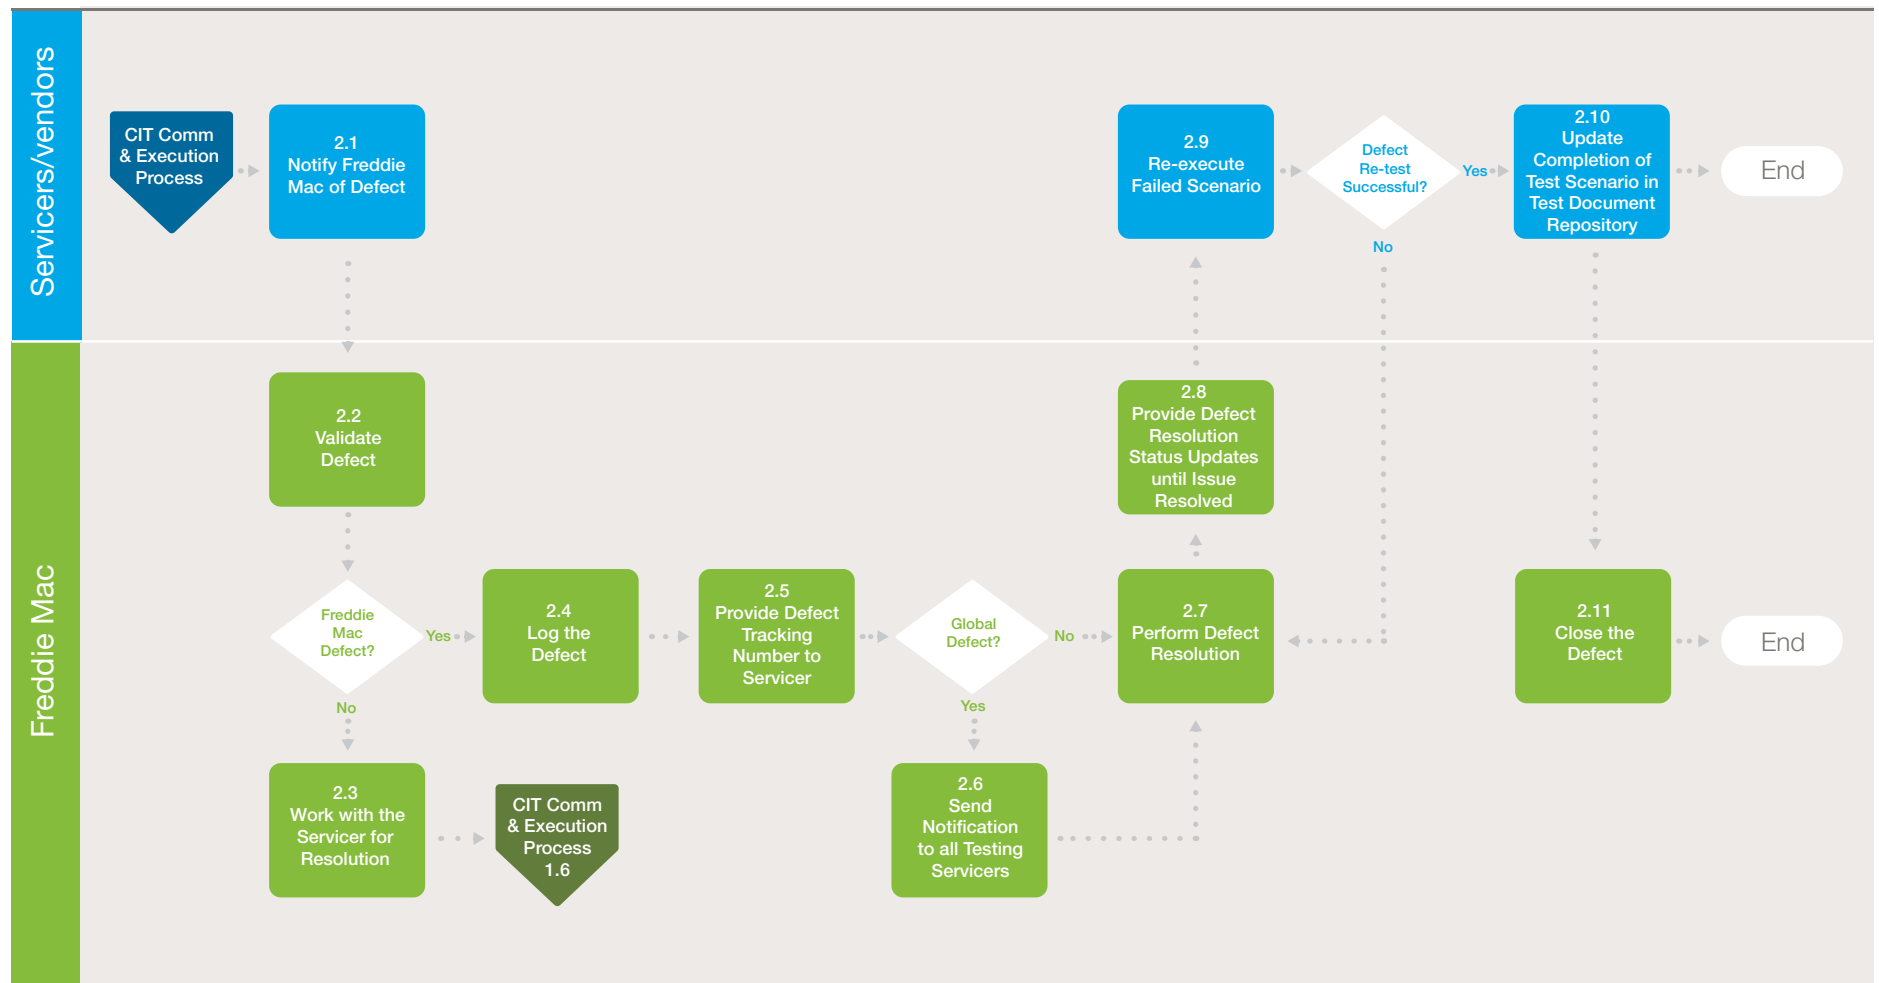 Servicers/vendors
CIT Comm
& Execution
Process
2.1
Notify Freddie
Mac of Defect
2.9
Re-execute
Failed Scenario
Defect
Re-test
Successful?
Yes
No
2.10
Update
Completion of
Test Scenario in
Test Document
Repository
End
Freddie Mac
2.2
Validate
Defect
Freddie
Mac
Defect?
Yes
No
2.3
Work with the
Servicer for
Resolution
CIT Comm
& Execution
Process
1.6
2.4
Log the
Defect
2.5
Provide Defect
Tracking
Number to
Servicer
Global
Defect?
No
Yes
2.6
Send
Notification
to all Testing
Servicers
2.7
Perform Defect
Resolution
2.8
Provide Defect
Resolution
Status Updates
until Issue
Resolved
2.11
Close the
Defect
End